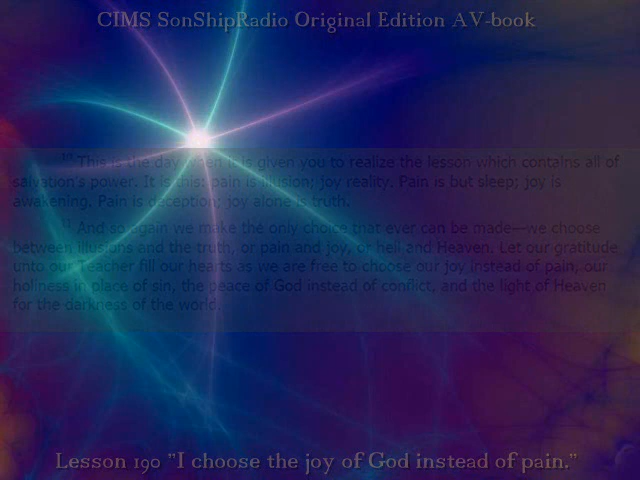 CIMS SonShipRadio Original Edition AV-book
10 This is the day when it is given you to realize the lesson which contains all of
salvation's power. It is this: pain is illusion; joy reality. Pain is but sleep; joy is
awakening. Pain is deception; joy alone is truth.
11 And so again we make the only choice that ever can be made—we choose
between illusions and the truth, or pain and joy, or hell and Heaven. Let our gratitude
unto our Teacher fill our hearts as we are free to choose our joy instead of pain, our
holiness in place of sin, the peace of God instead of conflict, and the light of Heaven
for the darkness of the world.
Lesson 190 "I choose the joy of God instead of pain."